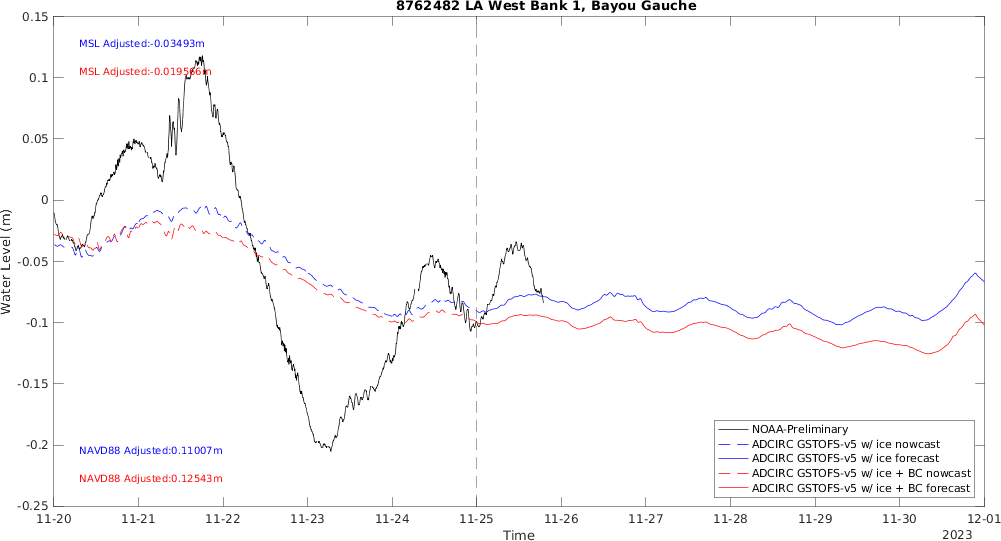 8762482 LA West Bank 1, Bayou Gauche
MSL Adjusted:-0.03493m
MSL Adjusted:-0.019566m
NAVD88 Adjusted:0.11007m
NAVD88 Adjusted:0.12543m
Water Level (m)
0.15
0.1
0.05
0
-0.05
-0.1
-0.15
-0.2
-0.25
NOAA-Preliminary
ADCIRC GSTOFS-v5 w/ ice nowcast
ADCIRC GSTOFS-v5 w/ ice forecast
ADCIRC GSTOFS-v5 w/ ice + BC nowcast
ADCIRC GSTOFS-v5 w/ ice + BC forecast
11-20 11-21 11-22 11-23 11-24 11-25 11-26 11-27 11-28 11-29 11-30 12-01
Time
2023